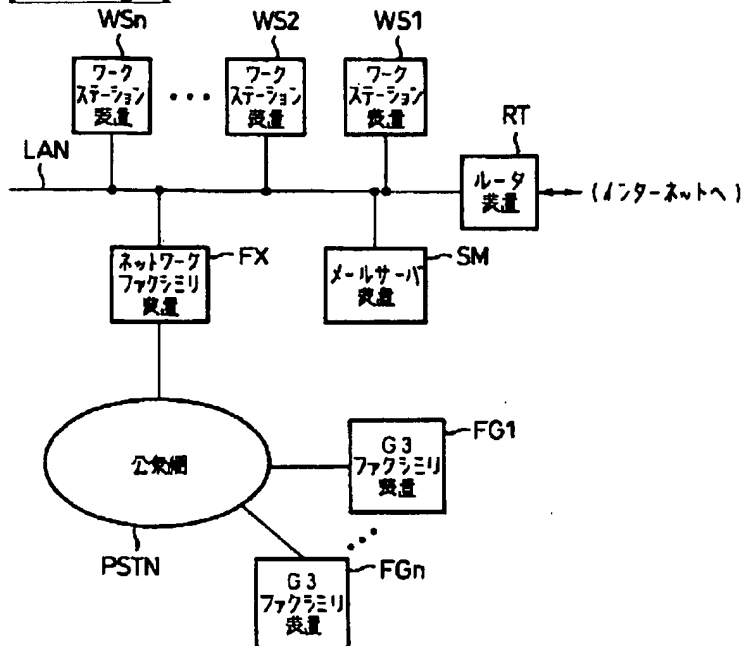 WSn WS2 WS1
ワーク ワーク ワーク
ステーション ステーション ステーション
装置 ••• 装置 装置
RT
LAN
ルータ
装置
(インターネットへ)
ネットワーク
ファクシミリ
装置
FX
メールサーバ
装置
SM
公衆網
PSTN
G3
ファクシミリ
装置
FG1
•••
G3
ファクシミリ
装置
FGn